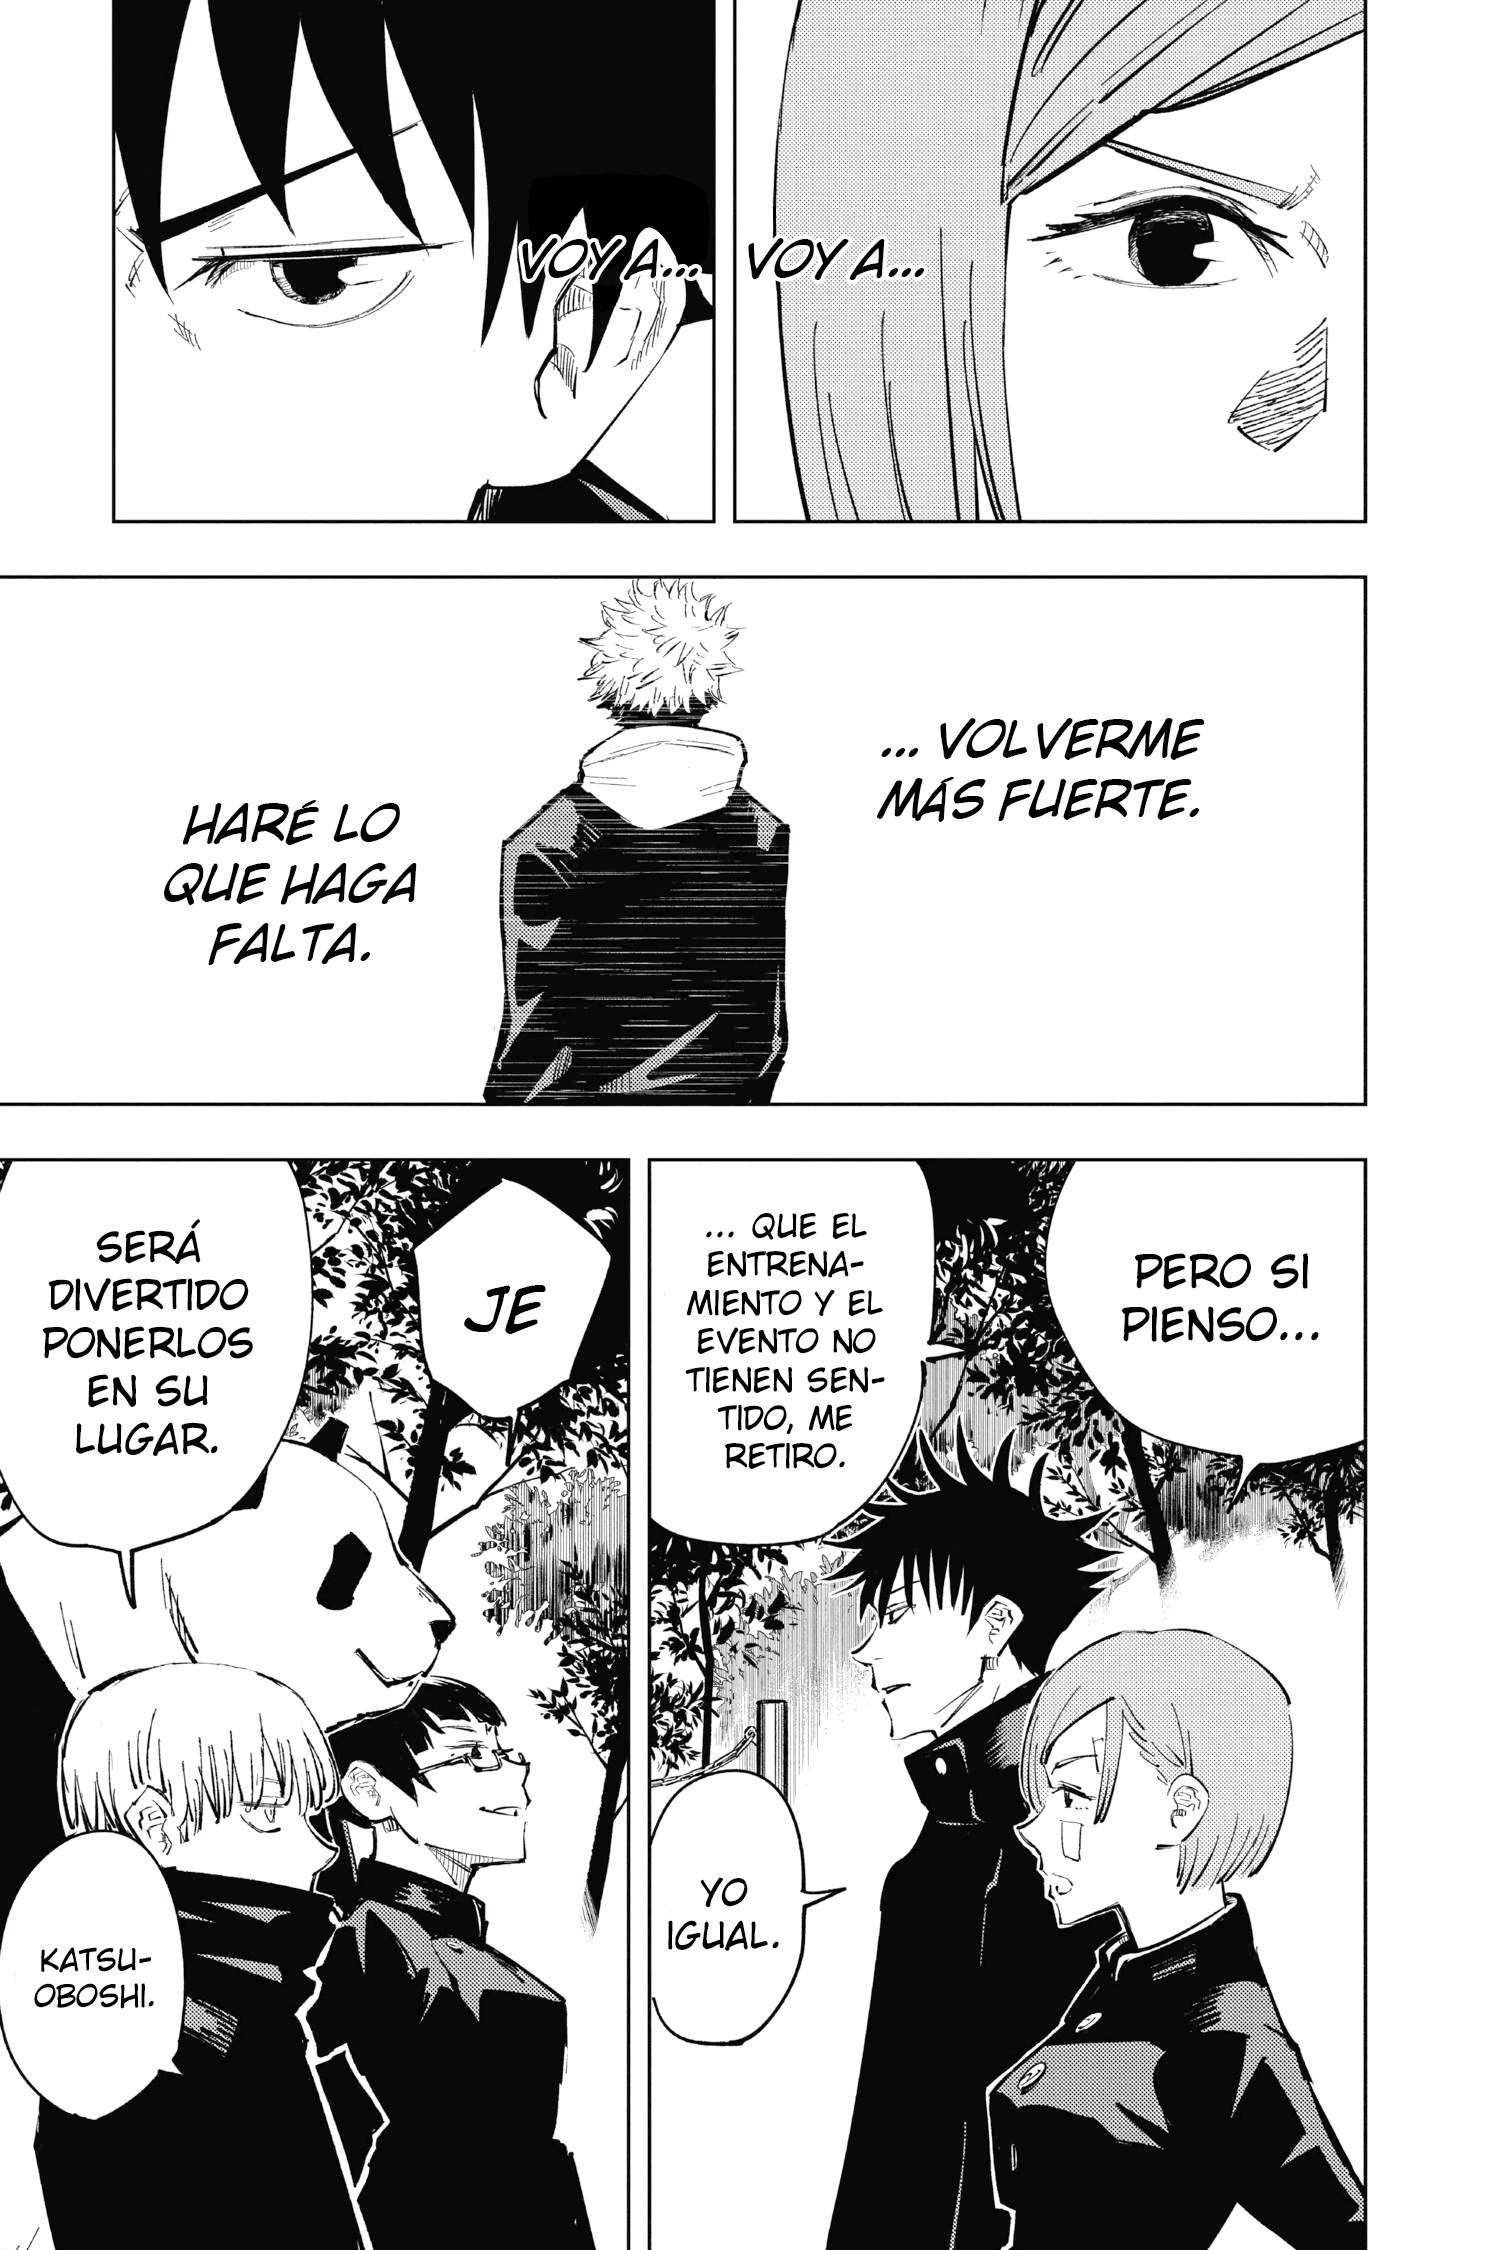 VOY A...
VOY A...
... VOLVERME
MÁS FUERTE.
HARÉ LO
QUE HAGA
FALTA.
PERO SI
PIENSO...
... QUE EL
ENTRENA-
MIENTO Y EL
EVENTO NO
TIENEN SEN-
TIDO, ME
RETIRO.
YO
IGUAL.
JE
SERÁ
DIVERTIDO
PONERLOS
EN SU
LUGAR.
KATSU-
OBOSHI.